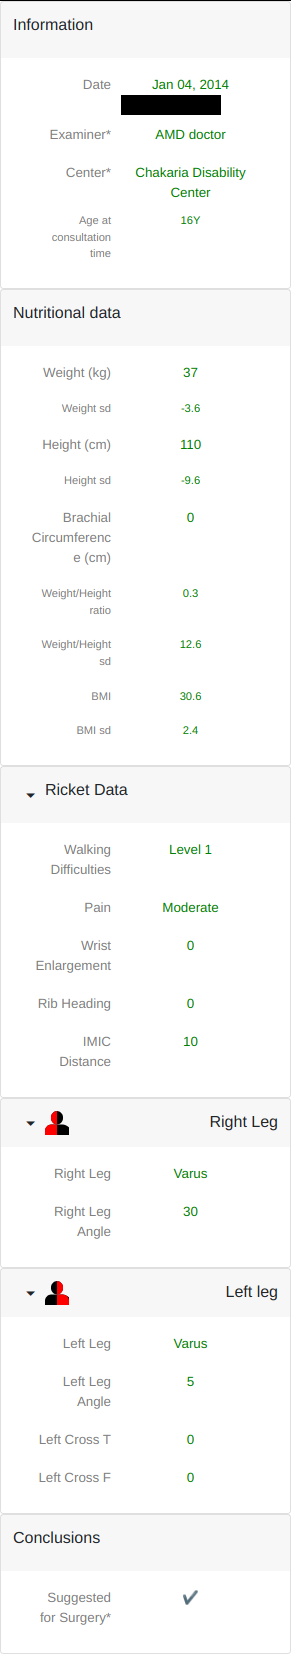 Information
Date Jan 04, 2014
Examiner* AMD doctor
Center* Chakaria Disability
Center
Age at 16Y
consultation
time
Nutritional data
Weight (kg) 37
Weight sd -3.6
Height (cm) 110
Height sd -9.6
Brachial 0
Circumferenc
e (cm)
Weight/Height 0.3
ratio
Weight/Height 12.6
sd
BMI 30.6
BMI sd 2.4
Ricket Data
Walking Level 1
Difficulties
Pain Moderate
Wrist 0
Enlargement
Rib Heading 0
IMIC 10
Distance
Right Leg
Right Leg Varus
Right Leg 30
Angle
Left leg
Left Leg Varus
Left Leg 5
Angle
Left Cross T 0
Left Cross F 0
Conclusions
Suggested ✔
for Surgery*